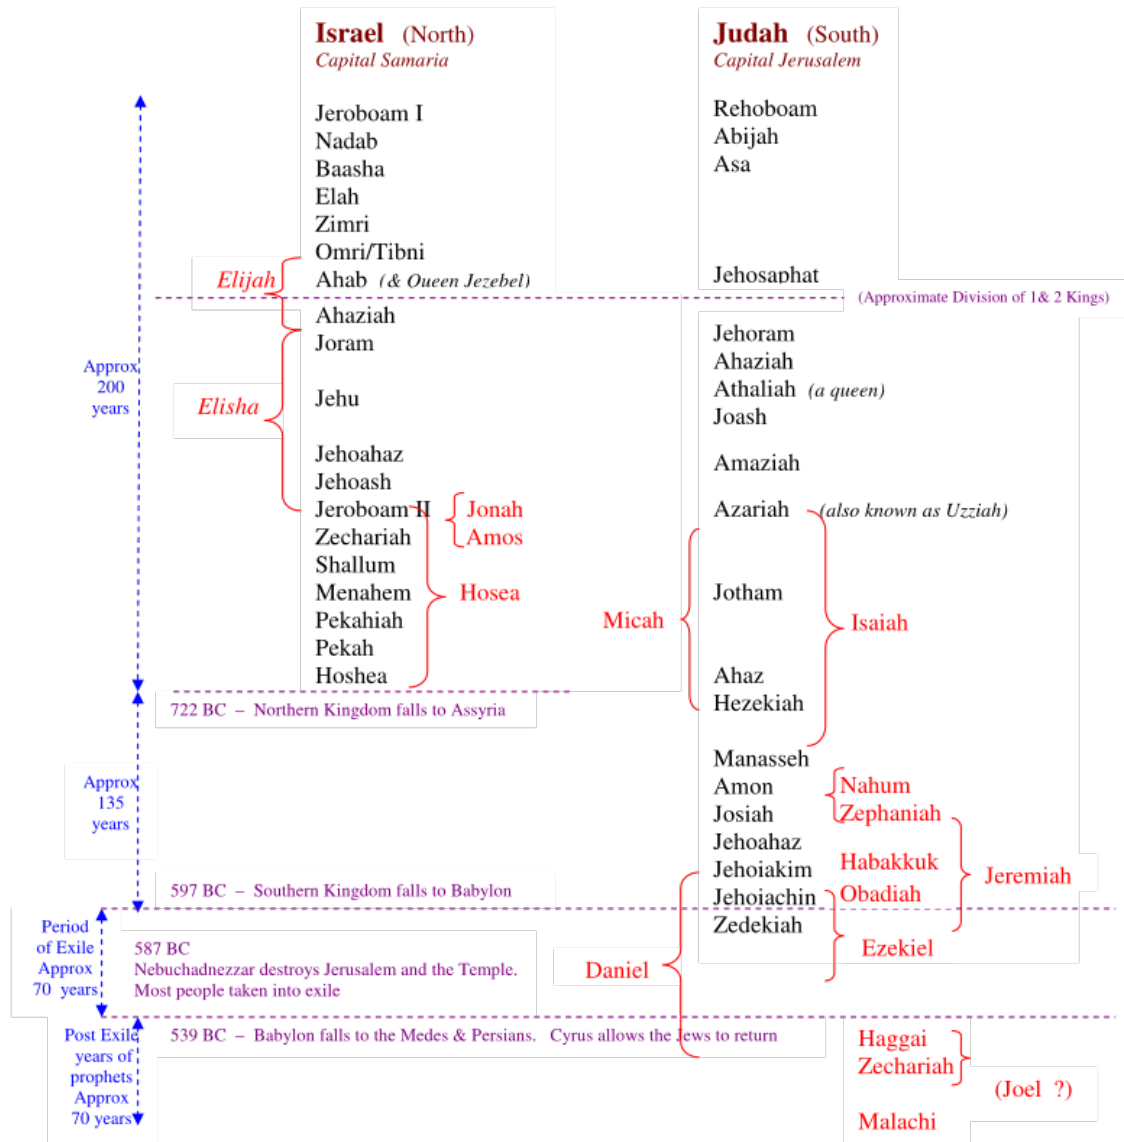 Israel (North)
Capital Samaria
Jeroboam I
Nadab
Baasha
Elah
Zimri
Omri/Tibni
Ahab (& Queen Jezebel)
Ahaziah
Joram
Jehu
Jehoahaz
Jehoash
Jeroboam II
Zechariah
Shallum
Menahem
Pekahiah
Pekah
Hoshea
Elijah
Elisha
Jonah
Amos
Hosea
Judah (South)
Capital Jerusalem
Rehoboam
Abijah
Asa
Jehosaphat
(Approximate Division of 1& 2 Kings)
Jehoram
Ahaziah
Athaliah (a queen)
Joash
Amaziah
Azariah (also known as Uzziah)
Jotham
Ahaz
Hezekiah
Manasseh
Amon
Josiah
Jehoahaz
Jehoiakim
Jehoiachin
Zedekiah
Micah
Isaiah
Nahum
Zephaniah
Habakkuk
Obadiah
Jeremiah
Ezekiel
Daniel
Approx
200
years
722 BC – Northern Kingdom falls to Assyria
Approx
135
years
597 BC – Southern Kingdom falls to Babylon
Period
of Exile
Approx
70 years
587 BC
Nebuchadnezzar destroys Jerusalem and the Temple.
Most people taken into exile
539 BC – Babylon falls to the Medes & Persians. Cyrus allows the Jews to return
Post Exile
years of
prophets
Approx
70 years
Haggai
Zechariah
(Joel ?)
Malachi